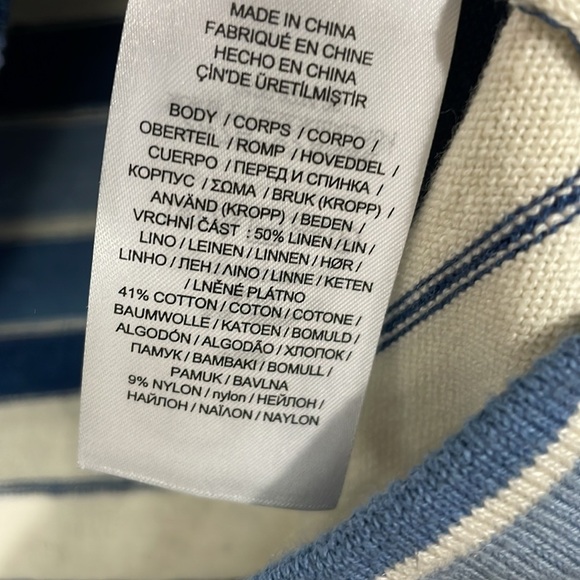 MADE IN CHINA
FABRIQUÉ EN CHINE
HECHO EN CHINA
ÇİN'DE ÜRETİLMİŞTİR
BODY / CORPS / CORPO /
OBERTEIL / ROMP / HOVEDDEL /
CUERPO / ПЕРЕД И СПИНКА /
КОРПУС / ΣΩΜΑ / BRUK (KROPP) /
ANVÄND (KROPP) / BEDEN /
VRCHNÍ ČÁST : 50% LINEN / LIN /
LINO / LEINEN / LINNEN / HØR /
LINHO / ЛЕН / ΛΙΝΟ / LINNE / KETEN
/ LNĚNÉ PLÁTNO
41% COTTON / COTON / COTONE /
BAUMWOLLE / KATOEN / BOMULD /
ALGODÓN / ALGODÃO / ХЛОПОК /
ПАМУК / ΒΑΜΒΑΚΙ / BOMULL /
PAMUK / BAVLNA
9% NYLON / nylon / НЕЙЛОН /
НАЙЛОН / ΝΑΪΛΟΝ / NAYLON